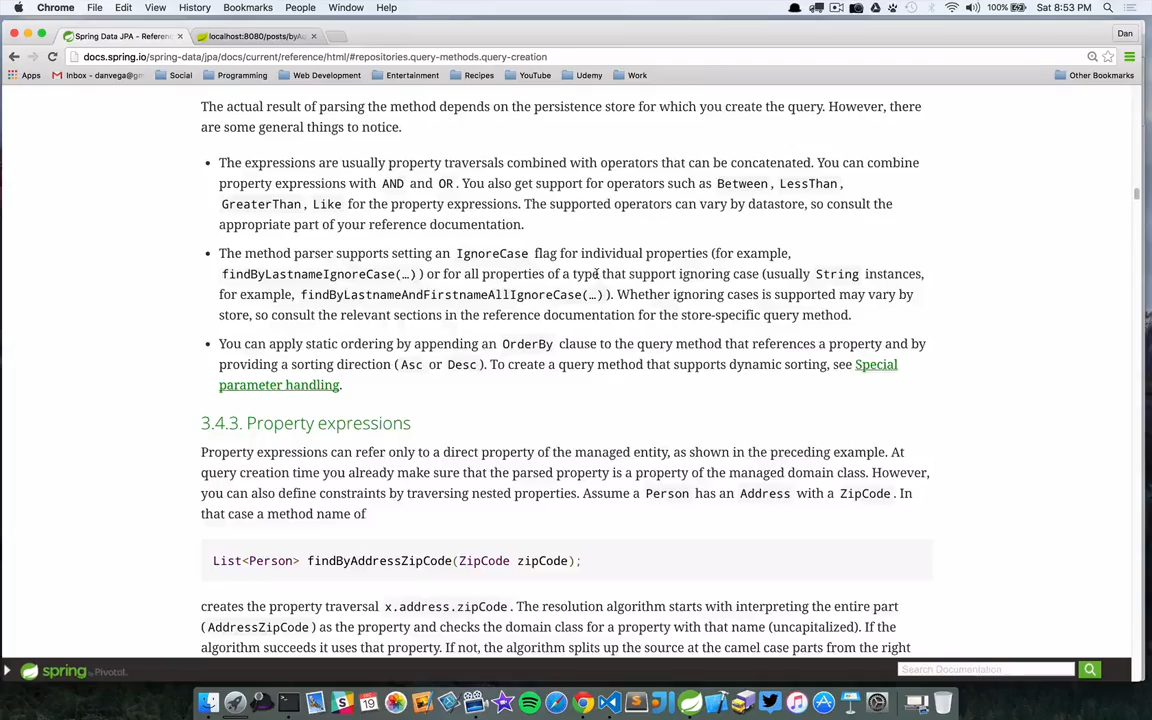 Chrome File Edit View History Bookmarks People Window Help 100% Sat 8:53 PM
Spring Data JPA - Referen localhost:8080/posts/byA Dan
docs.spring.io/spring-data/jpa/docs/current/reference/html/#repositories.query-methods.query-creation
Apps Inbox - danvega@gm Social Programming Web Development Entertainment Recipes YouTube Udemy Work Other Bookmarks
The actual result of parsing the method depends on the persistence store for which you create the query. However, there
are some general things to notice.
• The expressions are usually property traversals combined with operators that can be concatenated. You can combine
property expressions with AND and OR. You also get support for operators such as Between, LessThan,
GreaterThan, Like for the property expressions. The supported operators can vary by datastore, so consult the
appropriate part of your reference documentation.
• The method parser supports setting an IgnoreCase flag for individual properties (for example,
findByLastnameIgnoreCase(…)) or for all properties of a type that support ignoring case (usually String instances,
for example, findByLastnameAndFirstnameAllIgnoreCase(…)). Whether ignoring cases is supported may vary by
store, so consult the relevant sections in the reference documentation for the store-specific query method.
• You can apply static ordering by appending an OrderBy clause to the query method that references a property and by
providing a sorting direction (Asc or Desc). To create a query method that supports dynamic sorting, see Special
parameter handling.
3.4.3. Property expressions
Property expressions can refer only to a direct property of the managed entity, as shown in the preceding example. At
query creation time you already make sure that the parsed property is a property of the managed domain class. However,
you can also define constraints by traversing nested properties. Assume a Person has an Address with a ZipCode. In
that case a method name of
List<Person> findByAddressZipCode(ZipCode zipCode);
creates the property traversal x.address.zipCode. The resolution algorithm starts with interpreting the entire part
(AddressZipCode) as the property and checks the domain class for a property with that name (uncapitalized). If the
algorithm succeeds it uses that property. If not, the algorithm splits up the source at the camel case parts from the right
spring by Pivotal. Search Documentation
19